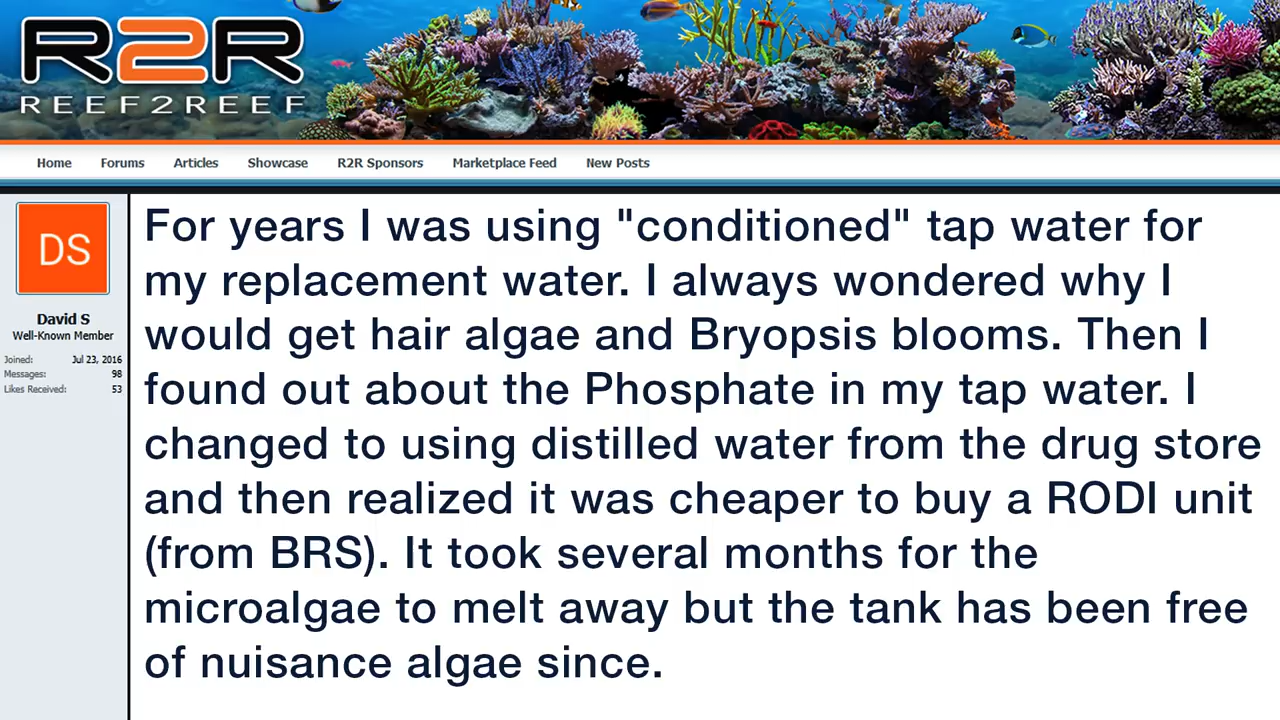 R2R
REEF2REEF
Home Forums Articles Showcase R2R Sponsors Marketplace Feed New Posts
DS
David S
Well-Known Member
Joined: Jul 23, 2016
Messages: 98
Likes Received: 53
For years I was using "conditioned" tap water for
my replacement water. I always wondered why I
would get hair algae and Bryopsis blooms. Then I
found out about the Phosphate in my tap water. I
changed to using distilled water from the drug store
and then realized it was cheaper to buy a RODI unit
(from BRS). It took several months for the
microalgae to melt away but the tank has been free
of nuisance algae since.